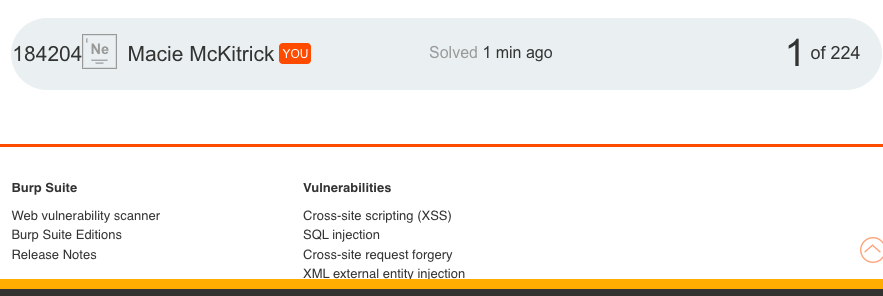 184204 Ne Macie McKitrick YOU Solved 1 min ago 1 of 224
Burp Suite Vulnerabilities
Web vulnerability scanner Cross-site scripting (XSS)
Burp Suite Editions SQL injection
Release Notes Cross-site request forgery
XML external entity injection